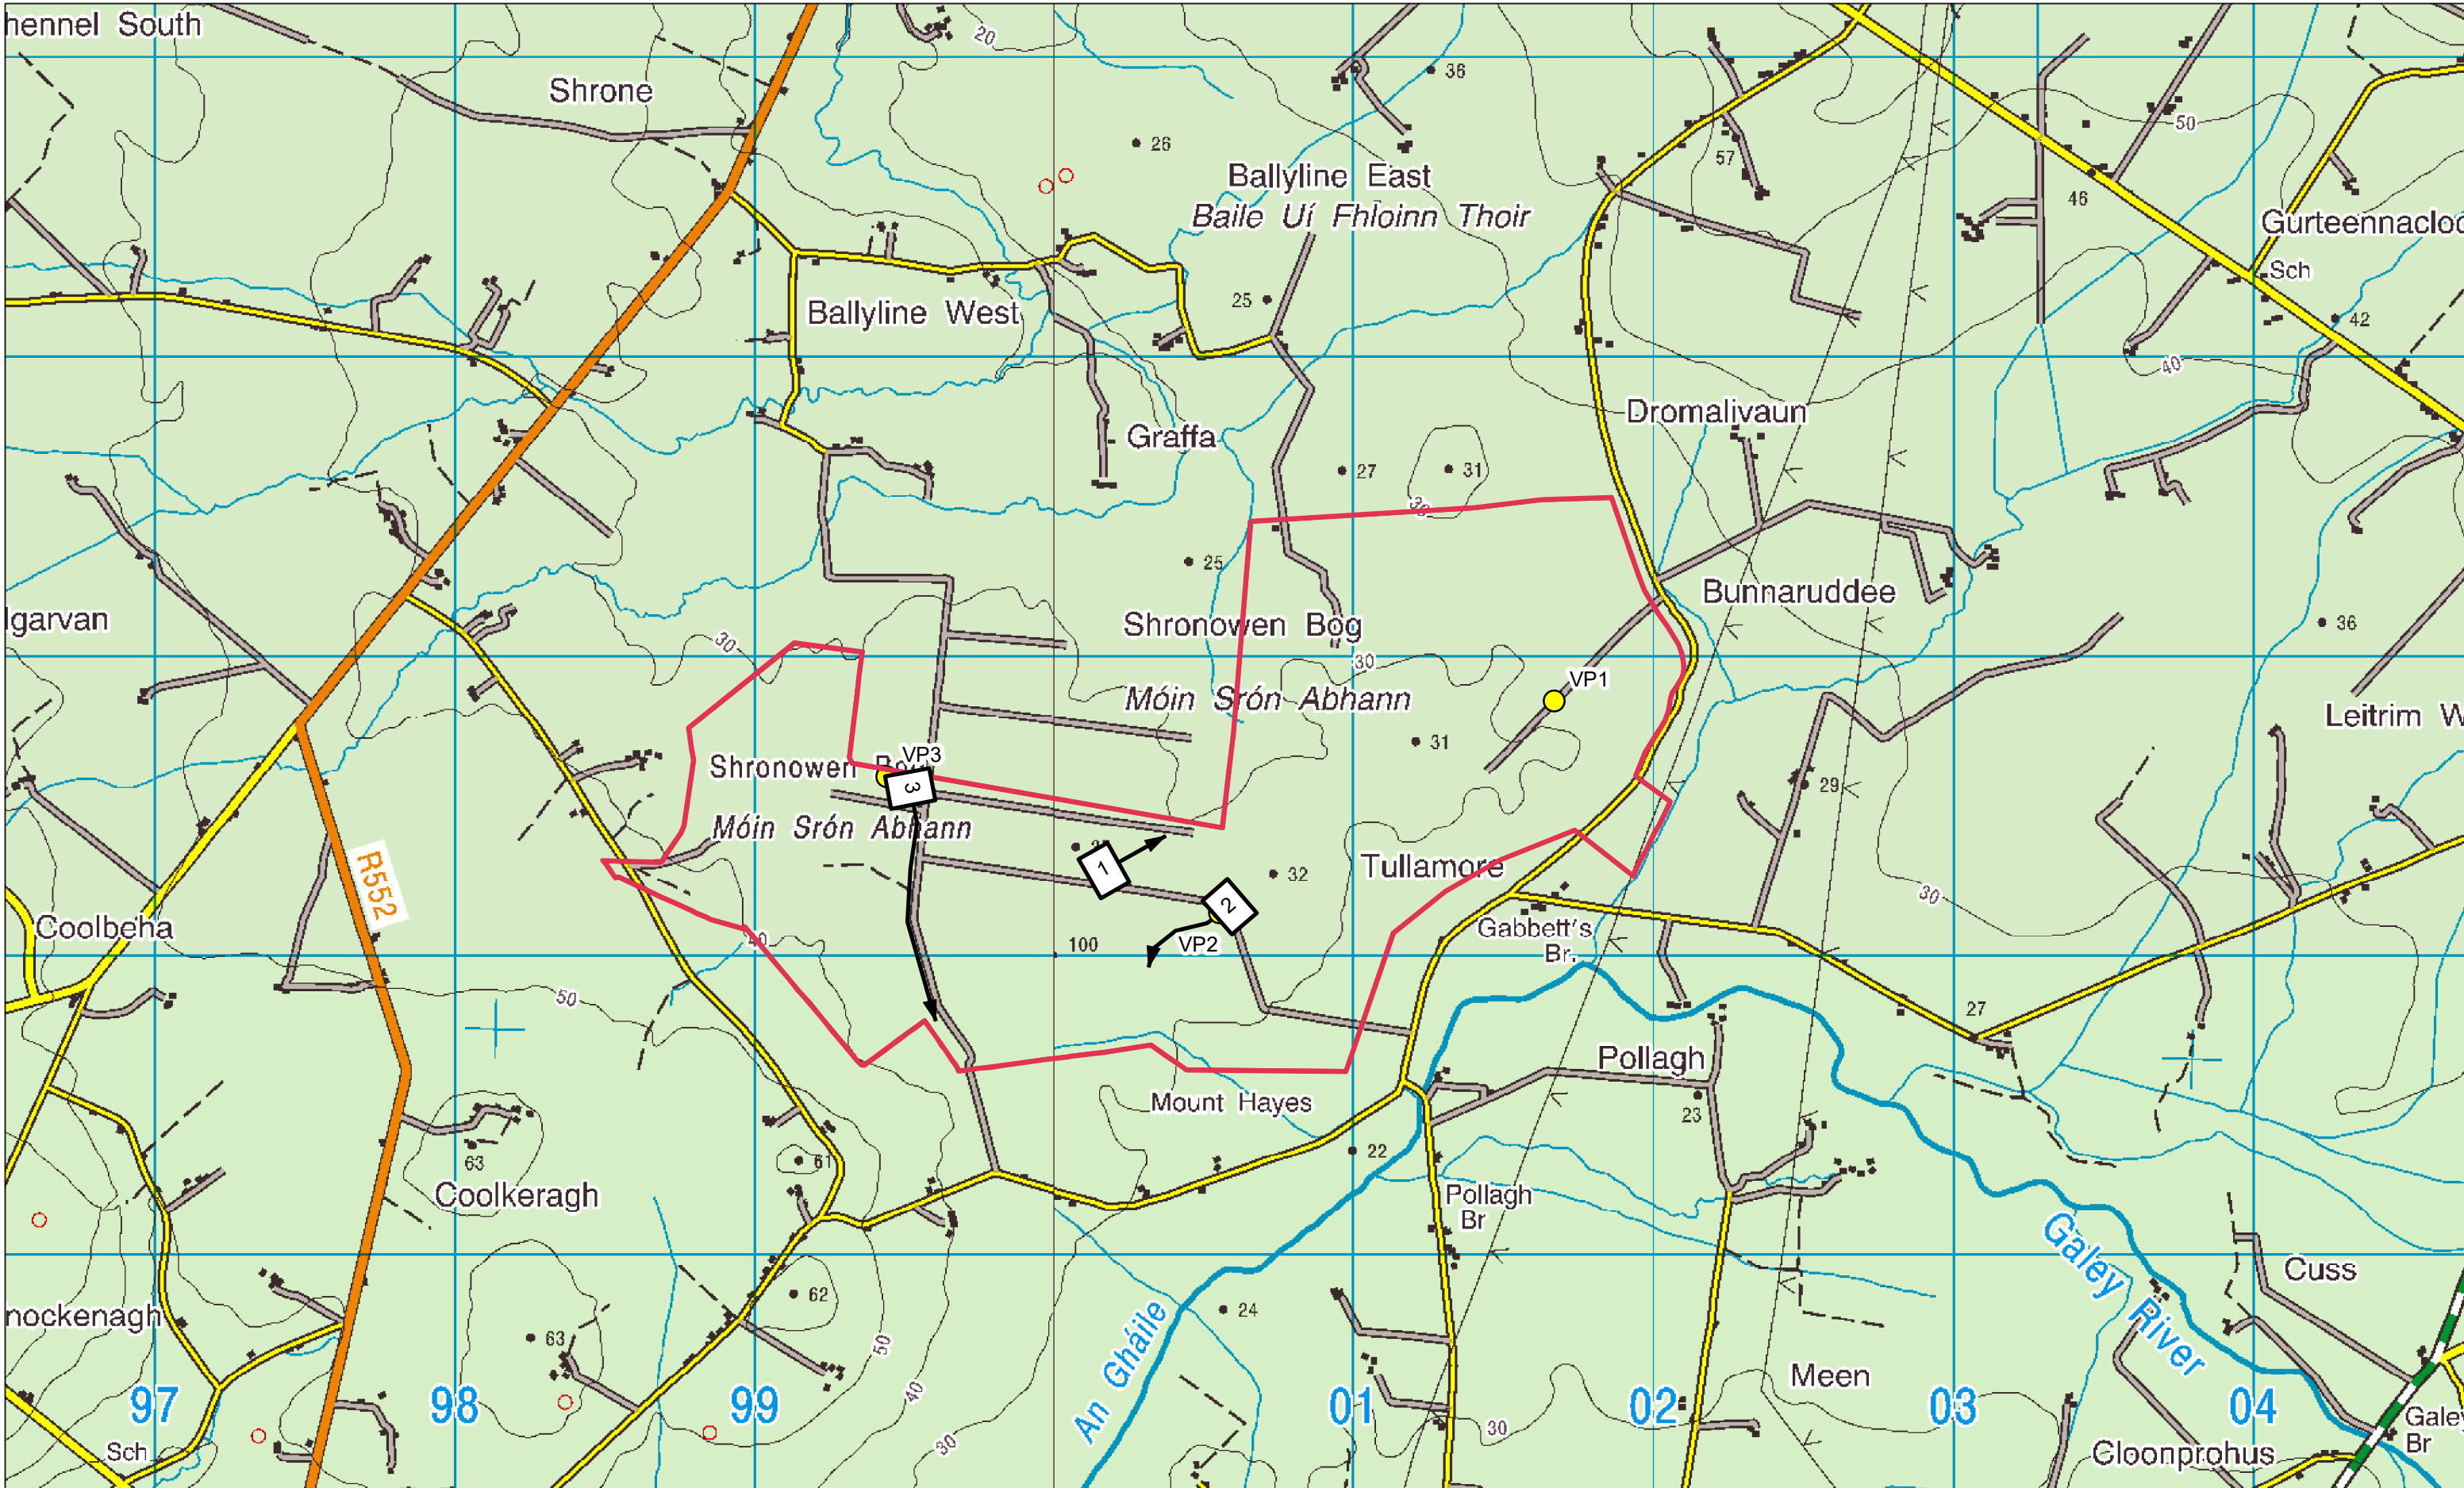 hennel South
20
Shrone
36
26
57
50
Ballyline East
Baile Uí Fhloinn Thoir
46
Gurteennacloc
Sch
25
42
Ballyline West
40
Dromalivaun
Graffa
27
31
30
25
Bunnaruddee
lgarvan
Shronowen Bog
36
30
30
VP1
Móin Srón Abhann
Leitrim W
31
VP3
Shronowen
3
29
Móin Srón Abhann
1
32
Tullamore
R552
2
30
Coolbeha
40
100
VP2
Gabbett's
Br.
50
27
Pollagh
Mount Hayes
23
22
61
63
Coolkeragh
Pollagh
Br
Galey River
Cuss
62
24
nockenagh
63
50
An Gháile
Meen
40
97
98
99
01
02
03
04
30
30
Galey
Br
Sch
Cloonprohus